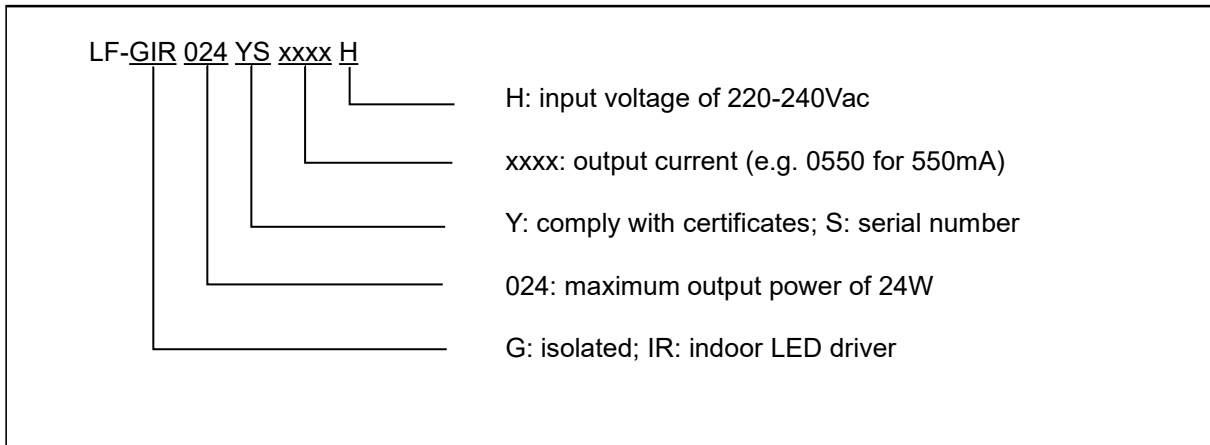 LF-GIR 024 YS xxxx H
H: input voltage of 220-240Vac
xxxx: output current (e.g. 0550 for 550mA)
Y: comply with certificates; S: serial number
024: maximum output power of 24W
G: isolated; IR: indoor LED driver